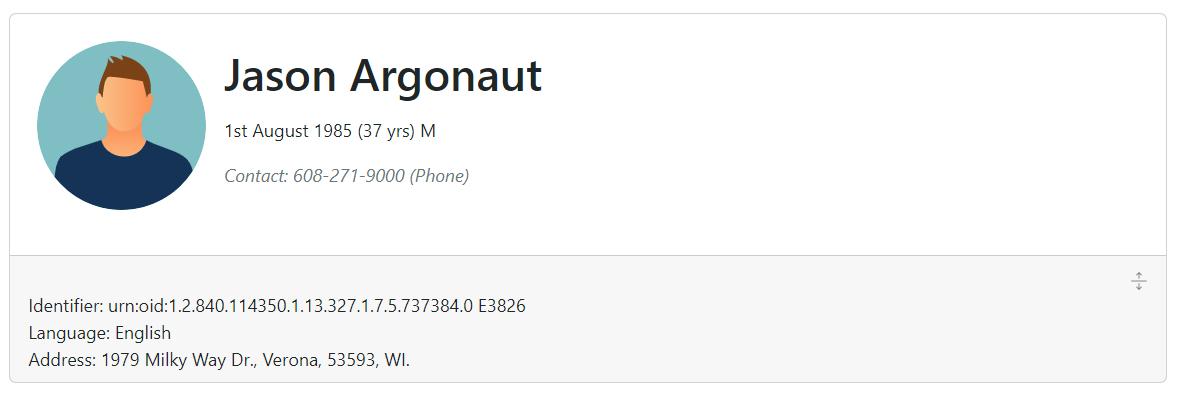 Jason Argonaut
1st August 1985 (37 yrs) M
Contact: 608-271-9000 (Phone)
Identifier: urn:oid:1.2.840.114350.1.13.327.1.7.5.737384.0 E3826
Language: English
Address: 1979 Milky Way Dr., Verona, 53593, WI.